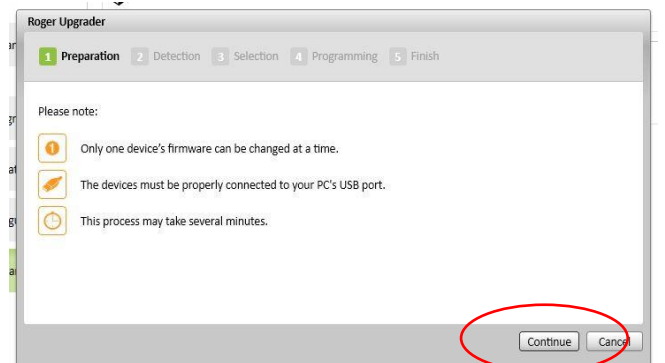 Roger Upgrader
1 Preparation 2 Detection 3 Selection 4 Programming 5 Finish
Please note:
1 Only one device's firmware can be changed at a time.
The devices must be properly connected to your PC's USB port.
This process may take several minutes.
Continue Cancel